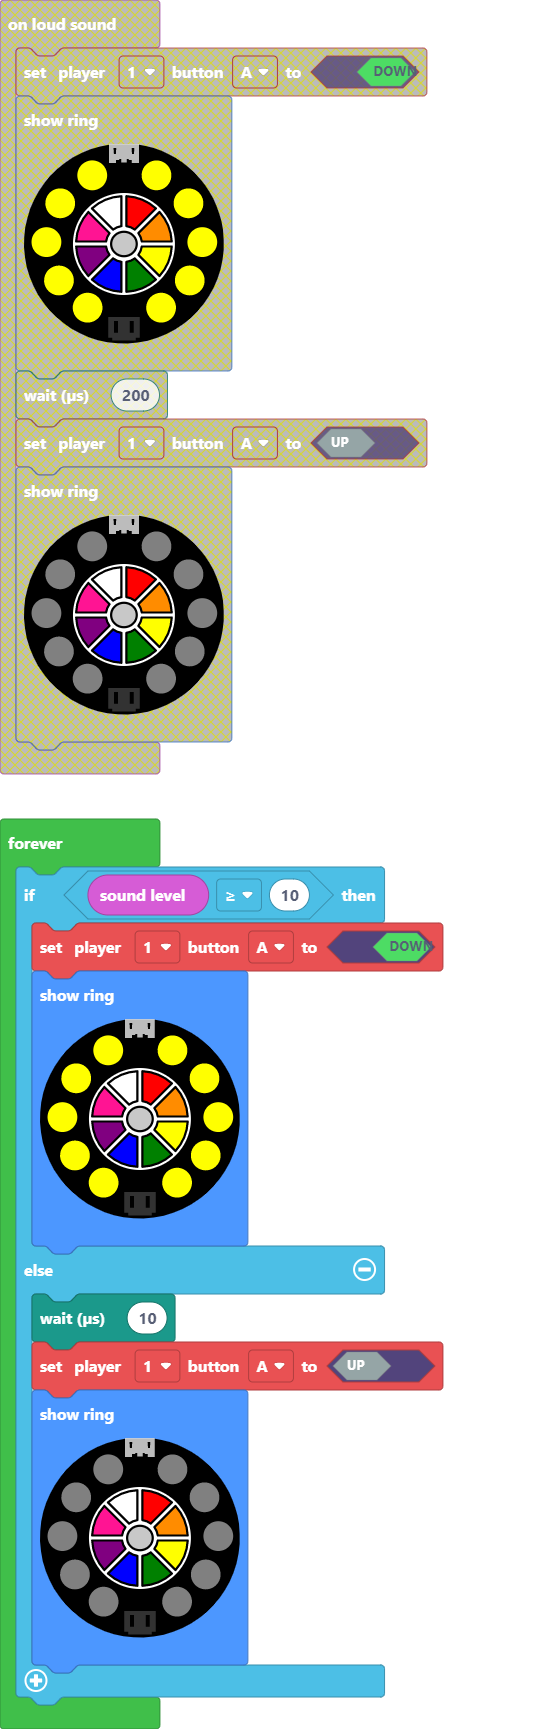 on loud sound
set player 1 button A to DOWN
show ring
wait (µs) 200
set player 1 button A to UP
show ring
forever
if sound level ≥ 10 then
set player 1 button A to DOWN
show ring
else
wait (µs) 10
set player 1 button A to UP
show ring